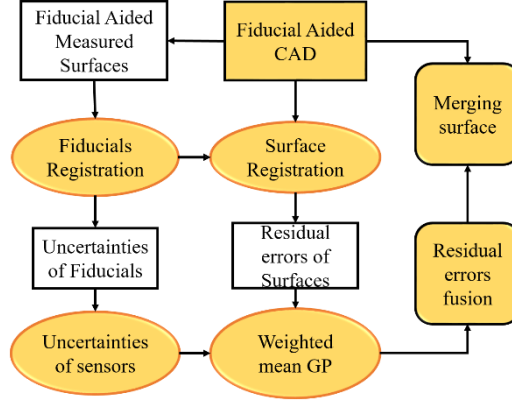 Fiducial Aided
Measured
Surfaces
Fiducial Aided
CAD
Merging
surface
Fiducials
Registration
Surface
Registration
Uncertainties
of Fiducials
Residual
errors of
Surfaces
Residual
errors
fusion
Uncertainties
of sensors
Weighted
mean GP